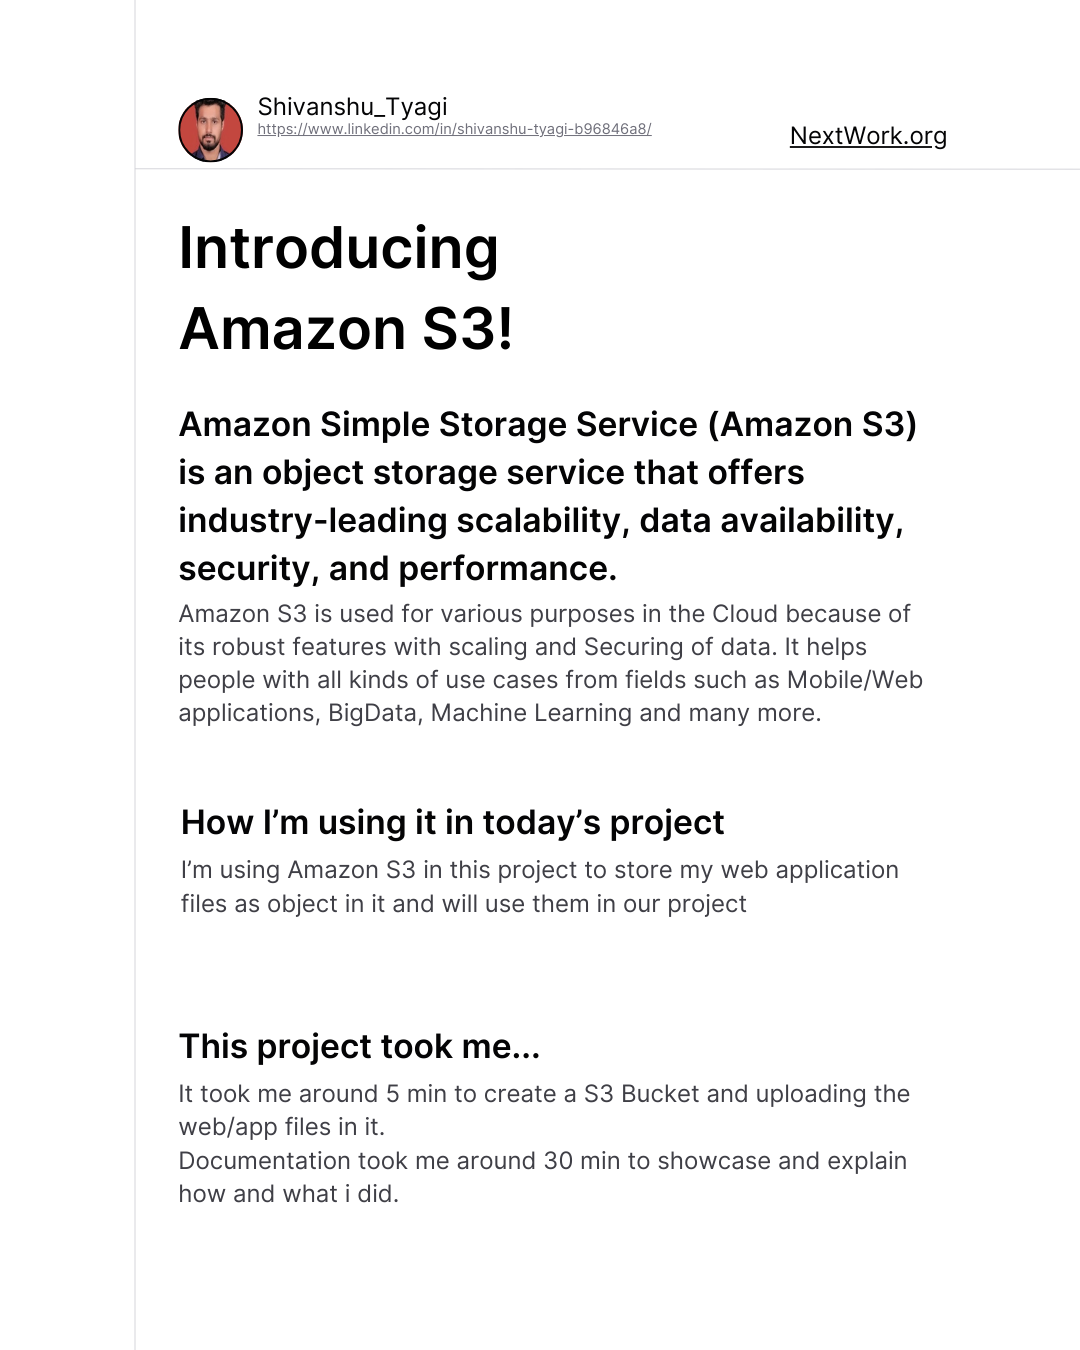 Shivanshu_Tyagi
https://www.linkedin.com/in/shivanshu-tyagi-b96846a8/
NextWork.org
Introducing
Amazon S3!
Amazon Simple Storage Service (Amazon S3)
is an object storage service that offers
industry-leading scalability, data availability,
security, and performance.
Amazon S3 is used for various purposes in the Cloud because of
its robust features with scaling and Securing of data. It helps
people with all kinds of use cases from fields such as Mobile/Web
applications, BigData, Machine Learning and many more.
How I’m using it in today’s project
I’m using Amazon S3 in this project to store my web application
files as object in it and will use them in our project
This project took me...
It took me around 5 min to create a S3 Bucket and uploading the
web/app files in it.
Documentation took me around 30 min to showcase and explain
how and what i did.